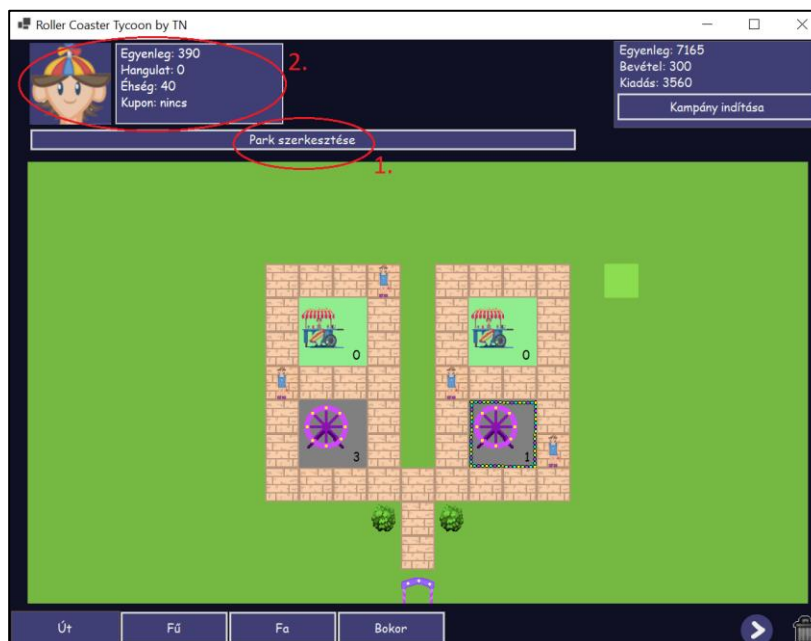 Roller Coaster Tycoon by TN
Egyenleg: 390
Hangulat: 0
Éhség: 40
Kupon: nincs
2.
Egyenleg: 7165
Bevétel: 300
Kiadás: 3560
Kampány indítása
Park szerkesztése
1.
0
0
3
1
Út
Fű
Fa
Bokor